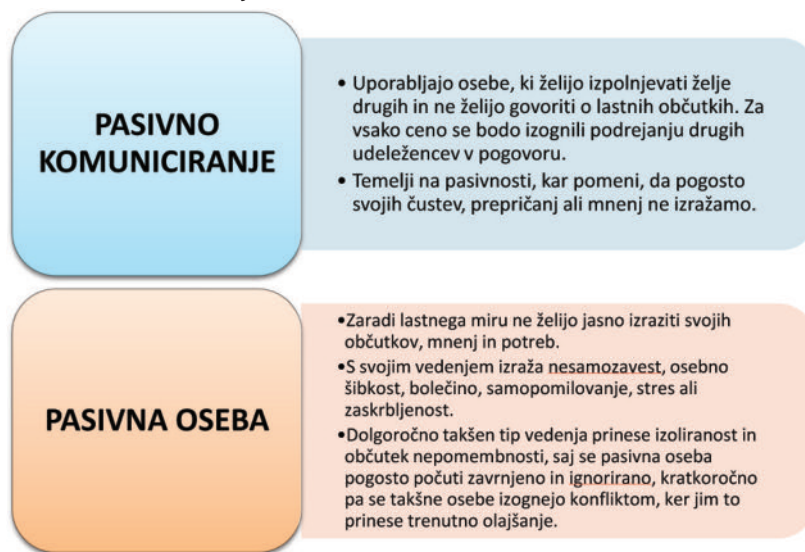 PASIVNO
KOMUNICIRANJE
• Uporabljajo osebe, ki želijo izpolnjevati želje
drugih in ne želijo govoriti o lastnih občutkih. Za
vsako ceno se bodo izognili podrejanju drugih
udeležencev v pogovoru.
• Temelji na pasivnosti, kar pomeni, da pogosto
svojih čustev, prepričanj ali mnenj ne izražamo.
PASIVNA OSEBA
•Zaradi lastnega miru ne želijo jasno izraziti svojih
občutkov, mnenj in potreb.
•S svojim vedenjem izraža nesamozavest, osebno
šibkost, bolečino, samopomilovanje, stres ali
zaskrbljenost.
•Dolgoročno takšen tip vedenja prinese izoliranost in
občutek nepomembnosti, saj se pasivna oseba
pogosto počuti zavrnjeno in ignorirano, kratkoročno
pa se takšne osebe izognejo konfliktom, ker jim to
prinese trenutno olajšanje.